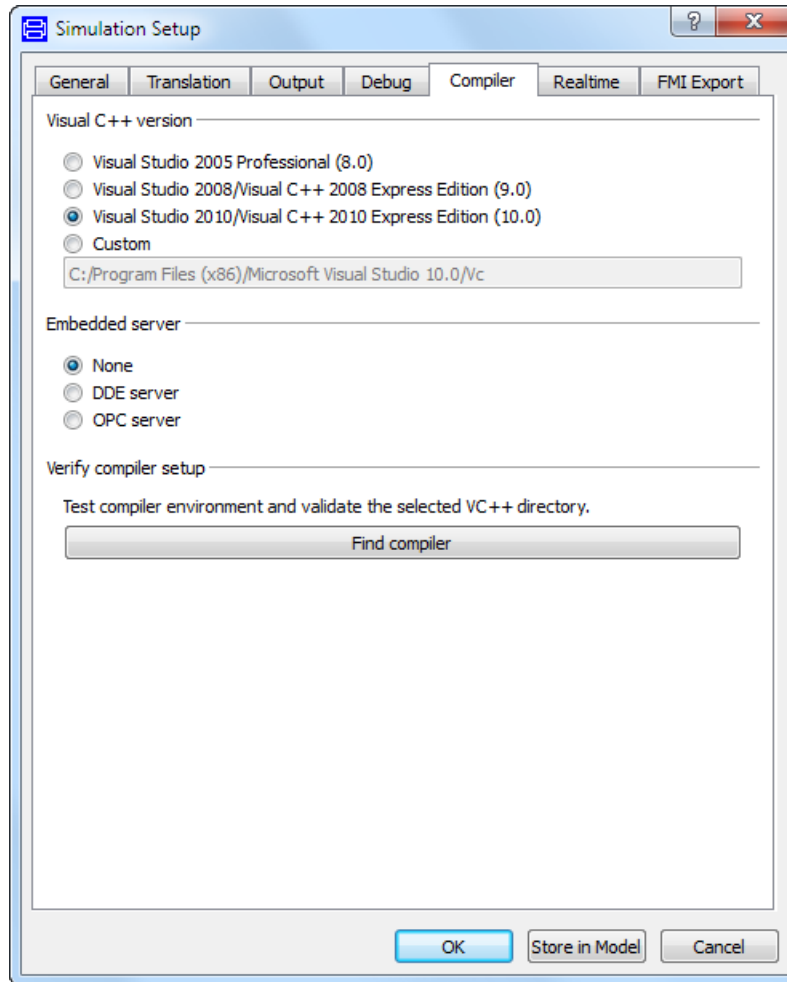 Simulation Setup
General Translation Output Debug Compiler Realtime FMI Export
Visual C++ version
Visual Studio 2005 Professional (8.0)
Visual Studio 2008/Visual C++ 2008 Express Edition (9.0)
Visual Studio 2010/Visual C++ 2010 Express Edition (10.0)
Custom
C:/Program Files (x86)/Microsoft Visual Studio 10.0/Vc
Embedded server
None
DDE server
OPC server
Verify compiler setup
Test compiler environment and validate the selected VC++ directory.
Find compiler
OK Store in Model Cancel